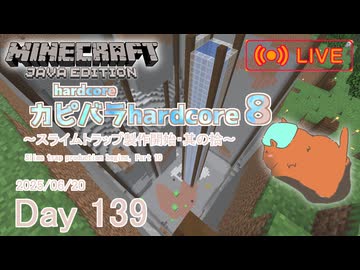 MINECRAFT
JAVA EDITION
LIVE
hardcore
カピバラhardcore 8
～スライムトラップ製作開始・其の拾～
Slime trap production begins, Part 10
2025/06/20
Day 139